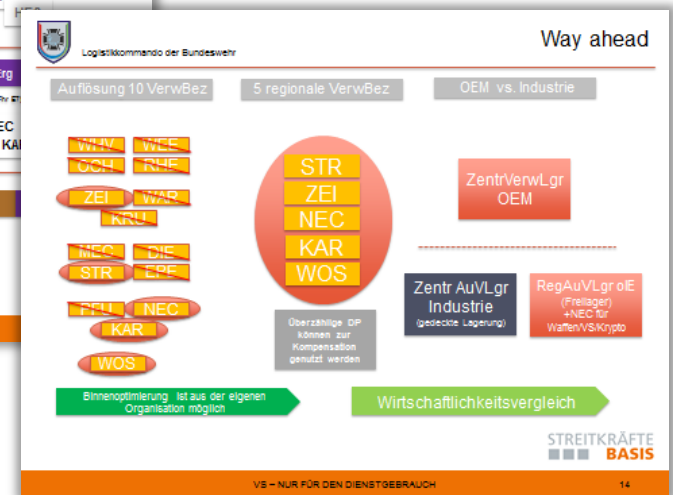 Logistikkommando der Bundeswehr
Way ahead
Auflösung 10 VerwBez
5 regionale VerwBez
OEM vs. Industrie
WHV WEE
OCH RHE
ZEI WAR
KRU
MEC DIE
STR EPE
PFU NEC
KAR
WOS
STR
ZEI
NEC
KAR
WOS
Überzählige DP
können zur
Kompensation
genutzt werden
ZentrVerwLgr
OEM
Zentr AuVLgr
Industrie
(gedeckte Lagerung)
RegAuVLgr olE
(Freilager)
+NEC für
Waffen/VS/Krypto
Binnenoptimierung ist aus der eigenen
Organisation möglich
Wirtschaftlichkeitsvergleich
STREITKRÄFTE
BASIS
VS – NUR FÜR DEN DIENSTGEBRAUCH
14